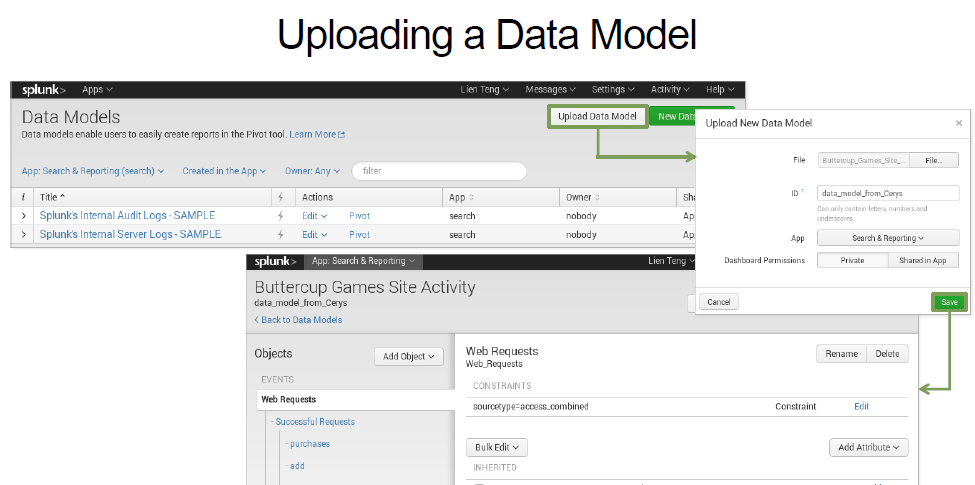 Uploading a Data Model
splunk> Apps Lien Teng Messages Settings Activity Help
Data Models
Upload Data Model New Data
Data models enable users to easily create reports in the Pivot tool. Learn More
App: Search & Reporting (search) Created in the App Owner: Any filter
i Title Actions App Owner Sha
Splunk's Internal Audit Logs - SAMPLE Edit Pivot search nobody App
Splunk's Internal Server Logs - SAMPLE Edit Pivot search nobody App
Upload New Data Model ×
File Buttercup_Games_Site_... File...
ID ? data_model_from_Cerys
Can only contain letters, numbers and
underscores.
App Search & Reporting
Dashboard Permissions Private Shared in App
Cancel Save
splunk> App: Search & Reporting Lien Teng
Buttercup Games Site Activity
data_model_from_Cerys
< Back to Data Models
Objects Add Object
EVENTS
Web Requests
Successful Requests
purchases
add
Web Requests Rename Delete
Web_Requests
CONSTRAINTS
sourcetype=access_combined Constraint Edit
Bulk Edit Add Attribute
INHERITED